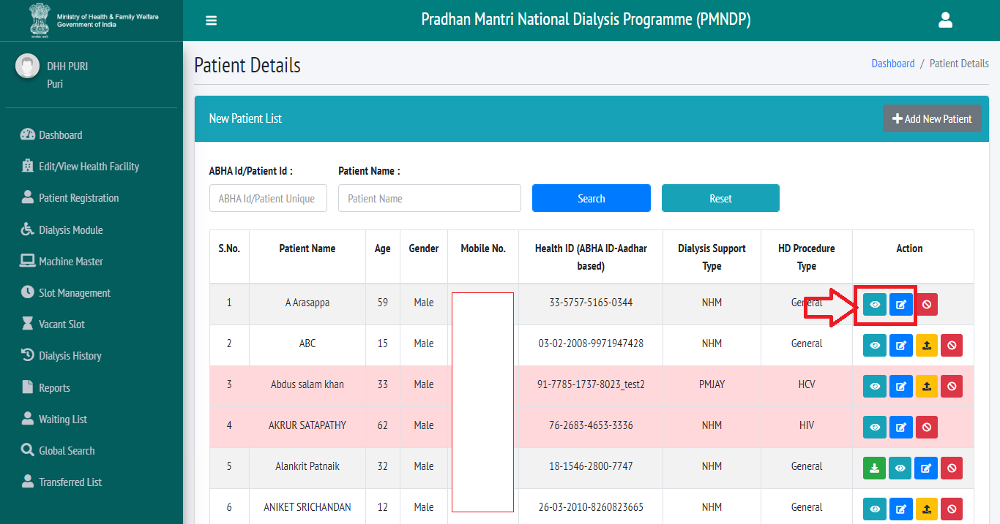 Ministry of Health & Family Welfare
Government of India
Pradhan Mantri National Dialysis Programme (PMNDP)
DHH PURI
Puri
Dashboard
Edit/View Health Facility
Patient Registration
Dialysis Module
Machine Master
Slot Management
Vacant Slot
Dialysis History
Reports
Waiting List
Global Search
Transferred List
Patient Details
Dashboard / Patient Details
New Patient List
Add New Patient
ABHA Id/Patient Id : Patient Name :
ABHA Id/Patient Unique Patient Name Search Reset
S.No. Patient Name Age Gender Mobile No. Health ID (ABHA ID-Aadhar based) Dialysis Support Type HD Procedure Type Action
1 A Arasappa 59 Male 33-5757-5165-0344 NHM General
2 ABC 15 Male 03-02-2008-9971947428 NHM General
3 Abdus salam khan 33 Male 91-7785-1737-8023_test2 PMJAY HCV
4 AKRUR SATAPATHY 62 Male 76-2683-4653-3336 NHM HIV
5 Alankrit Patnaik 32 Male 18-1546-2800-7747 NHM General
6 ANIKET SRICHANDAN 12 Male 26-03-2010-8260823665 NHM General